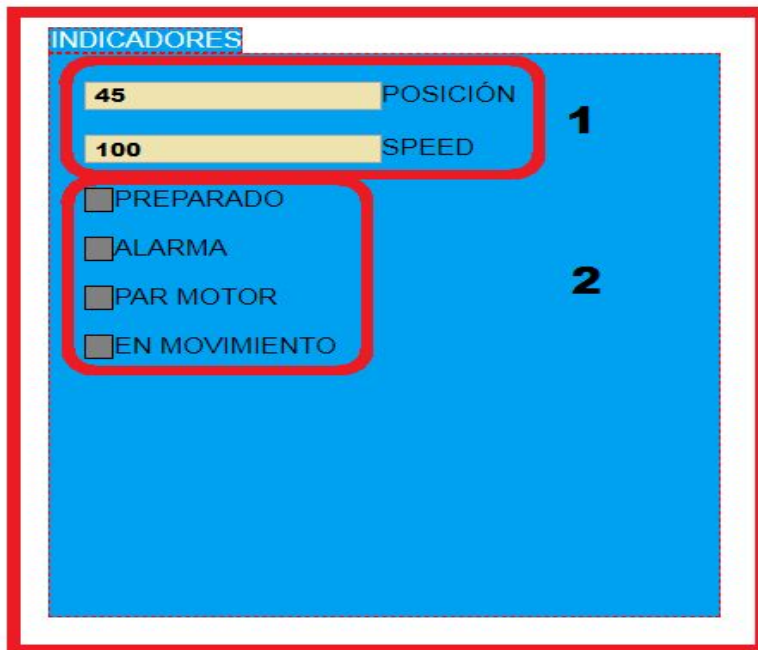 INDICADORES
45 POSICIÓN
1
100 SPEED
PREPARADO
ALARMA
2
PAR MOTOR
EN MOVIMIENTO